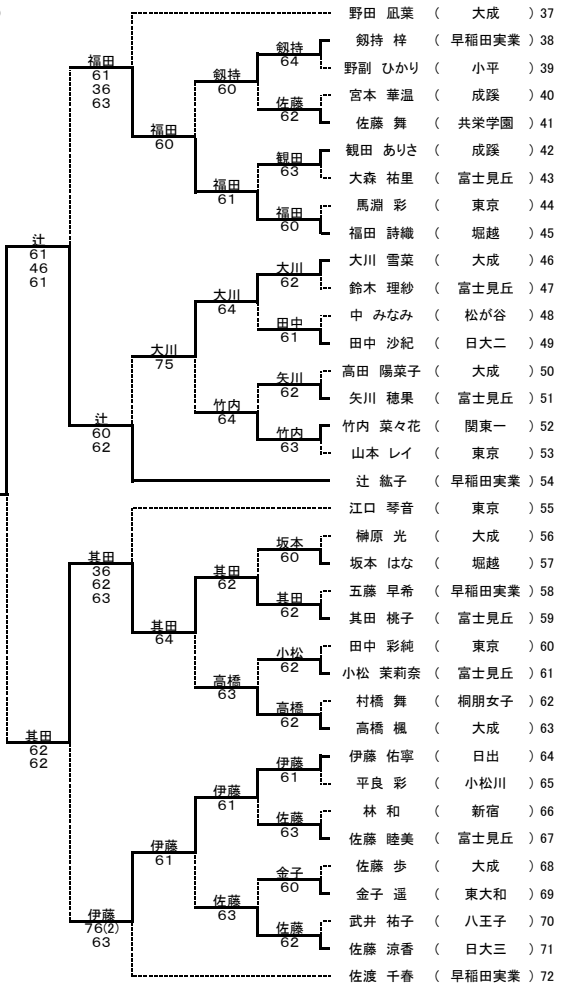 野田 凪葉 ( 大成 ) 37
剱持 梓 ( 早稲田実業 ) 38
剱持
64
野副 ひかり ( 小平 ) 39
福田
61
36
63
剱持
60
宮本 華温 ( 成蹊 ) 40
佐藤
62
佐藤 舞 ( 共栄学園 ) 41
福田
60
観田 ありさ ( 成蹊 ) 42
観田
63
大森 祐里 ( 富士見丘 ) 43
福田
61
馬淵 彩 ( 東京 ) 44
福田
60
福田 詩織 ( 堀越 ) 45
辻
61
46
61
大川 雪菜 ( 大成 ) 46
大川
62
鈴木 理紗 ( 富士見丘 ) 47
大川
64
中 みなみ ( 松が谷 ) 48
田中
61
田中 沙紀 ( 日大二 ) 49
大川
75
高田 陽菜子 ( 大成 ) 50
矢川
62
矢川 穂果 ( 富士見丘 ) 51
竹内
64
竹内 菜々花 ( 関東一 ) 52
竹内
63
山本 レイ ( 東京 ) 53
辻
60
62
辻 紘子 ( 早稲田実業 ) 54
江口 琴音 ( 東京 ) 55
榊原 光 ( 大成 ) 56
坂本
60
坂本 はな ( 堀越 ) 57
其田
36
62
63
其田
62
五藤 早希 ( 早稲田実業 ) 58
其田
62
其田 桃子 ( 富士見丘 ) 59
其田
64
田中 彩純 ( 東京 ) 60
小松
62
小松 茉莉奈 ( 富士見丘 ) 61
高橋
63
村橋 舞 ( 桐朋女子 ) 62
高橋
62
高橋 楓 ( 大成 ) 63
其田
62
62
伊藤 佑寧 ( 日出 ) 64
伊藤
61
平良 彩 ( 小松川 ) 65
伊藤
61
林 和 ( 新宿 ) 66
佐藤
63
佐藤 睦美 ( 富士見丘 ) 67
伊藤
61
佐藤 歩 ( 大成 ) 68
金子
60
金子 遥 ( 東大和 ) 69
佐藤
63
武井 祐子 ( 八王子 ) 70
佐藤
62
佐藤 涼香 ( 日大三 ) 71
伊藤
76(2)
63
佐渡 千春 ( 早稲田実業 ) 72